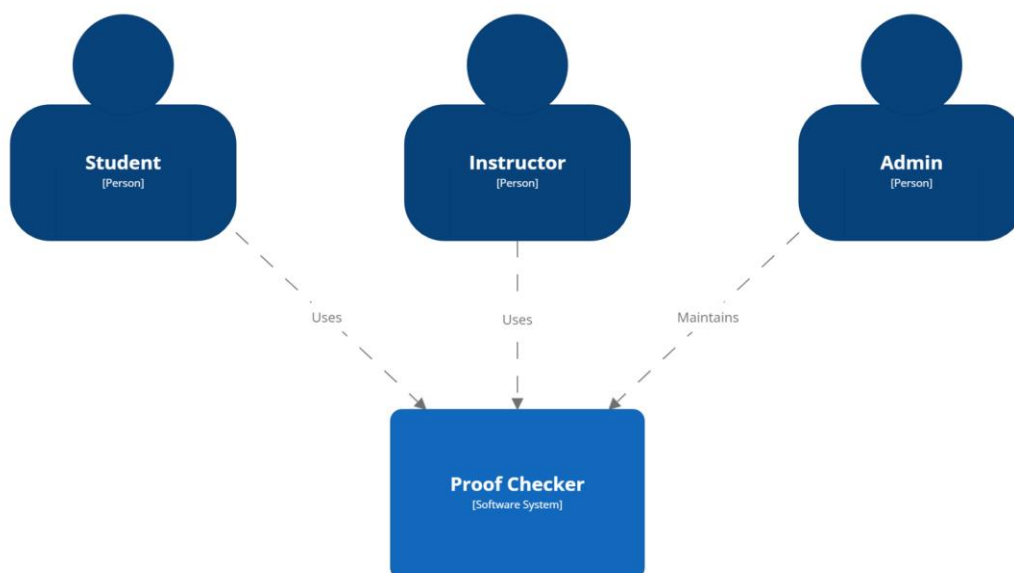 Student
[Person]
Instructor
[Person]
Admin
[Person]
Uses
Uses
Maintains
Proof Checker
[Software System]